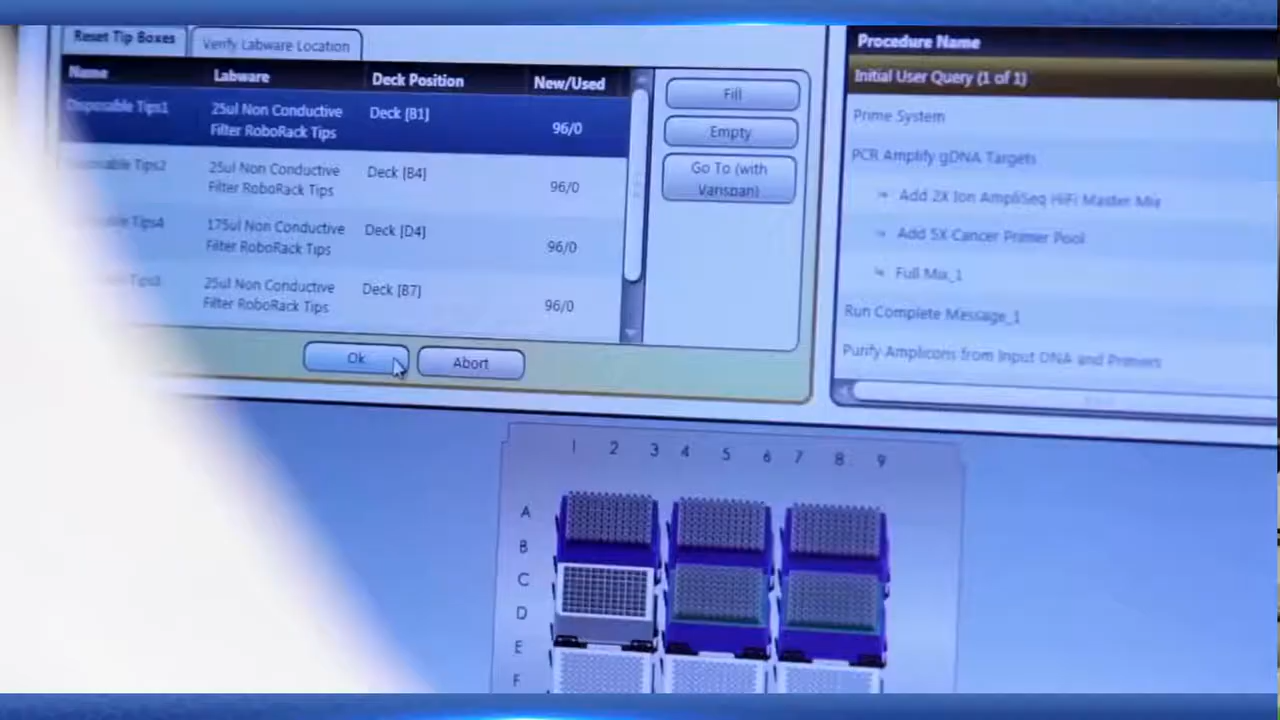 Reset Tip Boxes
Verify Labware Location
Name Labware Deck Position New/Used
Disposable Tips1 25ul Non Conductive Filter RoboRack Tips Deck [B1] 96/0
Tips2 25ul Non Conductive Filter RoboRack Tips Deck [B4] 96/0
Tips4 175ul Non Conductive Filter RoboRack Tips Deck [D4] 96/0
25ul Non Conductive Filter RoboRack Tips Deck [B7] 96/0
Fill
Empty
Go To (with
Varispan)
Ok
Abort
Procedure Name
Initial User Query (1 of 1)
Prime System
PCR Amplify gDNA Targets
Add 2X Ion AmpliSeq HiFi Master Mix
Add 5X Cancer Primer Pool
Full Mix_1
Run Complete Message_1
Purify Amplicons from Input DNA and Primers
1 2 3 4 5 6 7 8 9
A
B
C
D
E
F